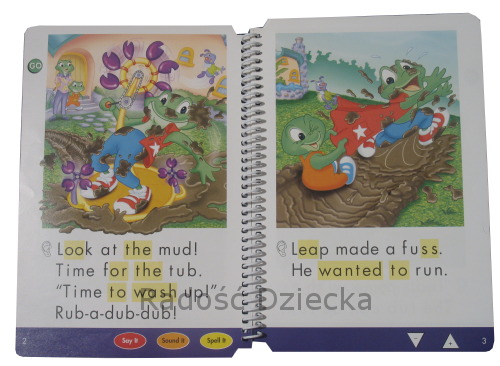 GO
Look at the mud!
Time for the tub.
"Time to wash up!"
Rub-a-dub-dub!
2
Say It
Sound It
Spell It
Leap made a fuss.
He wanted to run.
3
Radość Dziecka